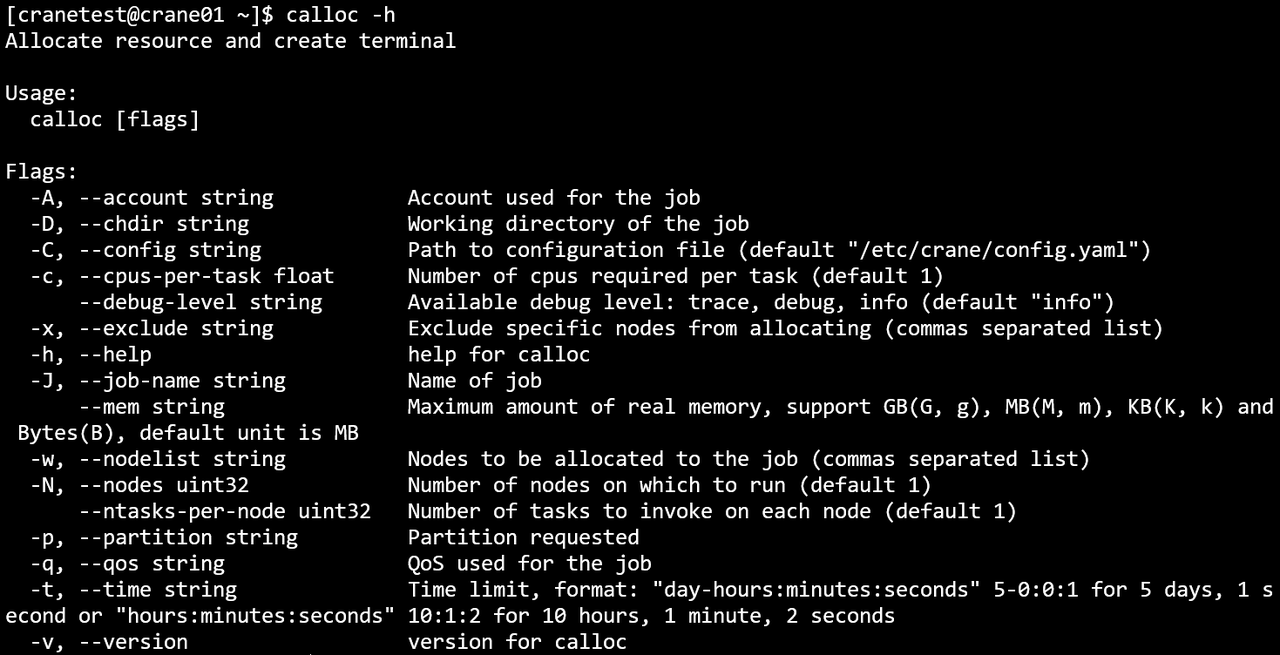 [cranetest@crane01 ~]$ calloc -h
Allocate resource and create terminal

Usage:
  calloc [flags]

Flags:
  -A, --account string           Account used for the job
  -D, --chdir string             Working directory of the job
  -C, --config string            Path to configuration file (default "/etc/crane/config.yaml")
  -c, --cpus-per-task float      Number of cpus required per task (default 1)
      --debug-level string       Available debug level: trace, debug, info (default "info")
  -x, --exclude string           Exclude specific nodes from allocating (commas separated list)
  -h, --help                     help for calloc
  -J, --job-name string          Name of job
      --mem string               Maximum amount of real memory, support GB(G, g), MB(M, m), KB(K, k) and
 Bytes(B), default unit is MB
  -w, --nodelist string          Nodes to be allocated to the job (commas separated list)
  -N, --nodes uint32             Number of nodes on which to run (default 1)
      --ntasks-per-node uint32   Number of tasks to invoke on each node (default 1)
  -p, --partition string         Partition requested
  -q, --qos string               QoS used for the job
  -t, --time string              Time limit, format: "day-hours:minutes:seconds" 5-0:0:1 for 5 days, 1 s
econd or "hours:minutes:seconds" 10:1:2 for 10 hours, 1 minute, 2 seconds
  -v, --version                  version for calloc